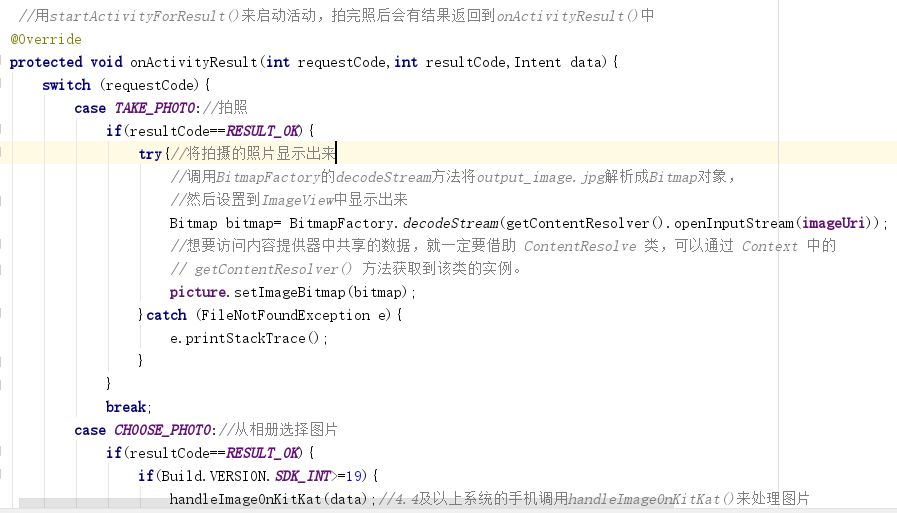 //用startActivityForResult()来启动活动，拍完照后会有结果返回到onActivityResult()中
@Override
protected void onActivityResult(int requestCode,int resultCode,Intent data){
switch (requestCode){
case TAKE_PHOTO://拍照
if(resultCode==RESULT_OK){
try{//将拍摄的照片显示出来
//调用BitmapFactory的decodeStream方法将output_image.jpg解析成Bitmap对象，
//然后设置到ImageView中显示出来
Bitmap bitmap= BitmapFactory.decodeStream(getContentResolver().openInputStream(imageUri));
//想要访问内容提供器中共享的数据，就一定要借助 ContentResolve 类，可以通过 Context 中的
// getContentResolver() 方法获取到该类的实例。
picture.setImageBitmap(bitmap);
}catch (FileNotFoundException e){
e.printStackTrace();
}
}
break;
case CHOOSE_PHOTO://从相册选择图片
if(resultCode==RESULT_OK){
if(Build.VERSION.SDK_INT>=19){
handleImageOnKitKat(data);//4.4及以上系统的手机调用handleImageOnKitKat()来处理图片